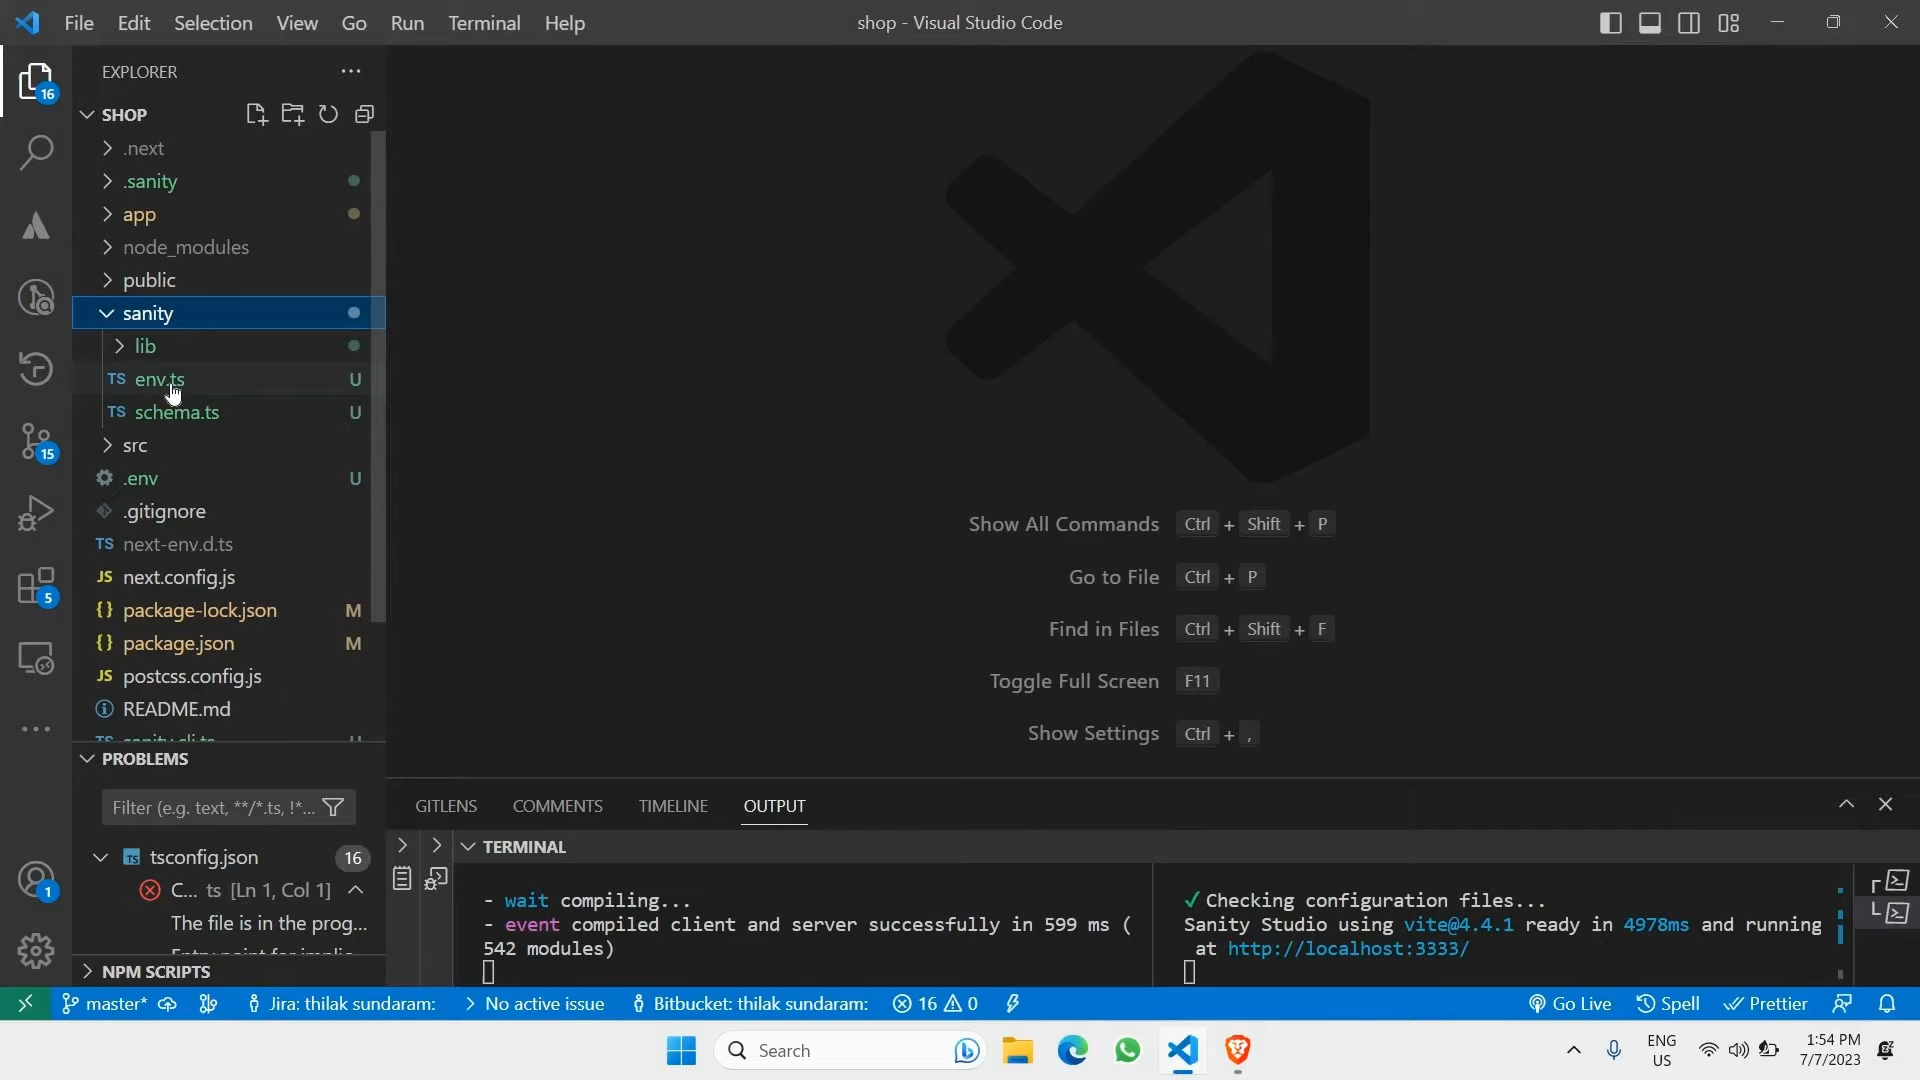 File Edit Selection View Go Run Terminal Help
shop - Visual Studio Code
EXPLORER
SHOP
.next
.sanity
app
node_modules
public
sanity
lib
TS env.ts U
TS schema.ts U
src
.env U
.gitignore
TS next-env.d.ts
JS next.config.js
{} package-lock.json M
{} package.json M
JS postcss.config.js
README.md
TS sanity.cli.ts U
16
15
5
1
PROBLEMS
Filter (e.g. text, **/*.ts, !*...
TS tsconfig.json 16
C... ts [Ln 1, Col 1]
The file is in the prog...
NPM SCRIPTS
Show All Commands Ctrl + Shift + P
Go to File Ctrl + P
Find in Files Ctrl + Shift + F
Toggle Full Screen F11
Show Settings Ctrl + ,
GITLENS COMMENTS TIMELINE OUTPUT
TERMINAL
- wait compiling...
- event compiled client and server successfully in 599 ms (
542 modules)
✓ Checking configuration files...
Sanity Studio using vite@4.4.1 ready in 4978ms and running
at http://localhost:3333/
master* Jira: thilak sundaram: No active issue Bitbucket: thilak sundaram: 16 0 Go Live Spell Prettier
Search
ENG
US
1:54 PM
7/7/2023